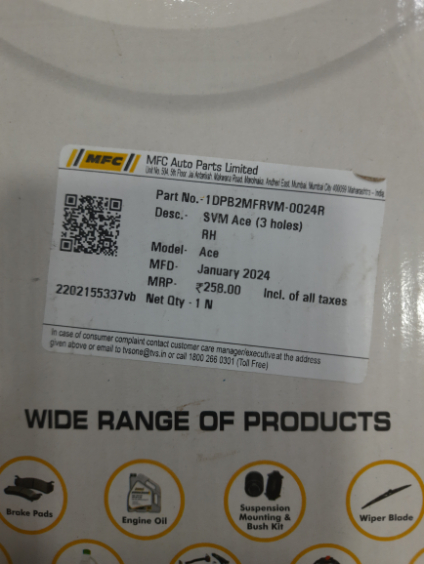 MFC
MFC Auto Parts Limited
Part No.- 1DPB2MFRVM-0024R
Desc.- SVM Ace (3 holes)
RH
Model- Ace
MFD- January 2024
MRP- ₹258.00 Incl. of all taxes
2202155337vb Net Qty - 1 N
In case of consumer complaint contact customer care manager/executive at the address
given above or email to tvsone@tvs.in or call 1800 266 0301 (Toll Free)
WIDE RANGE OF PRODUCTS
Brake Pads
Engine Oil
Suspension
Mounting &
Bush Kit
Wiper Blade